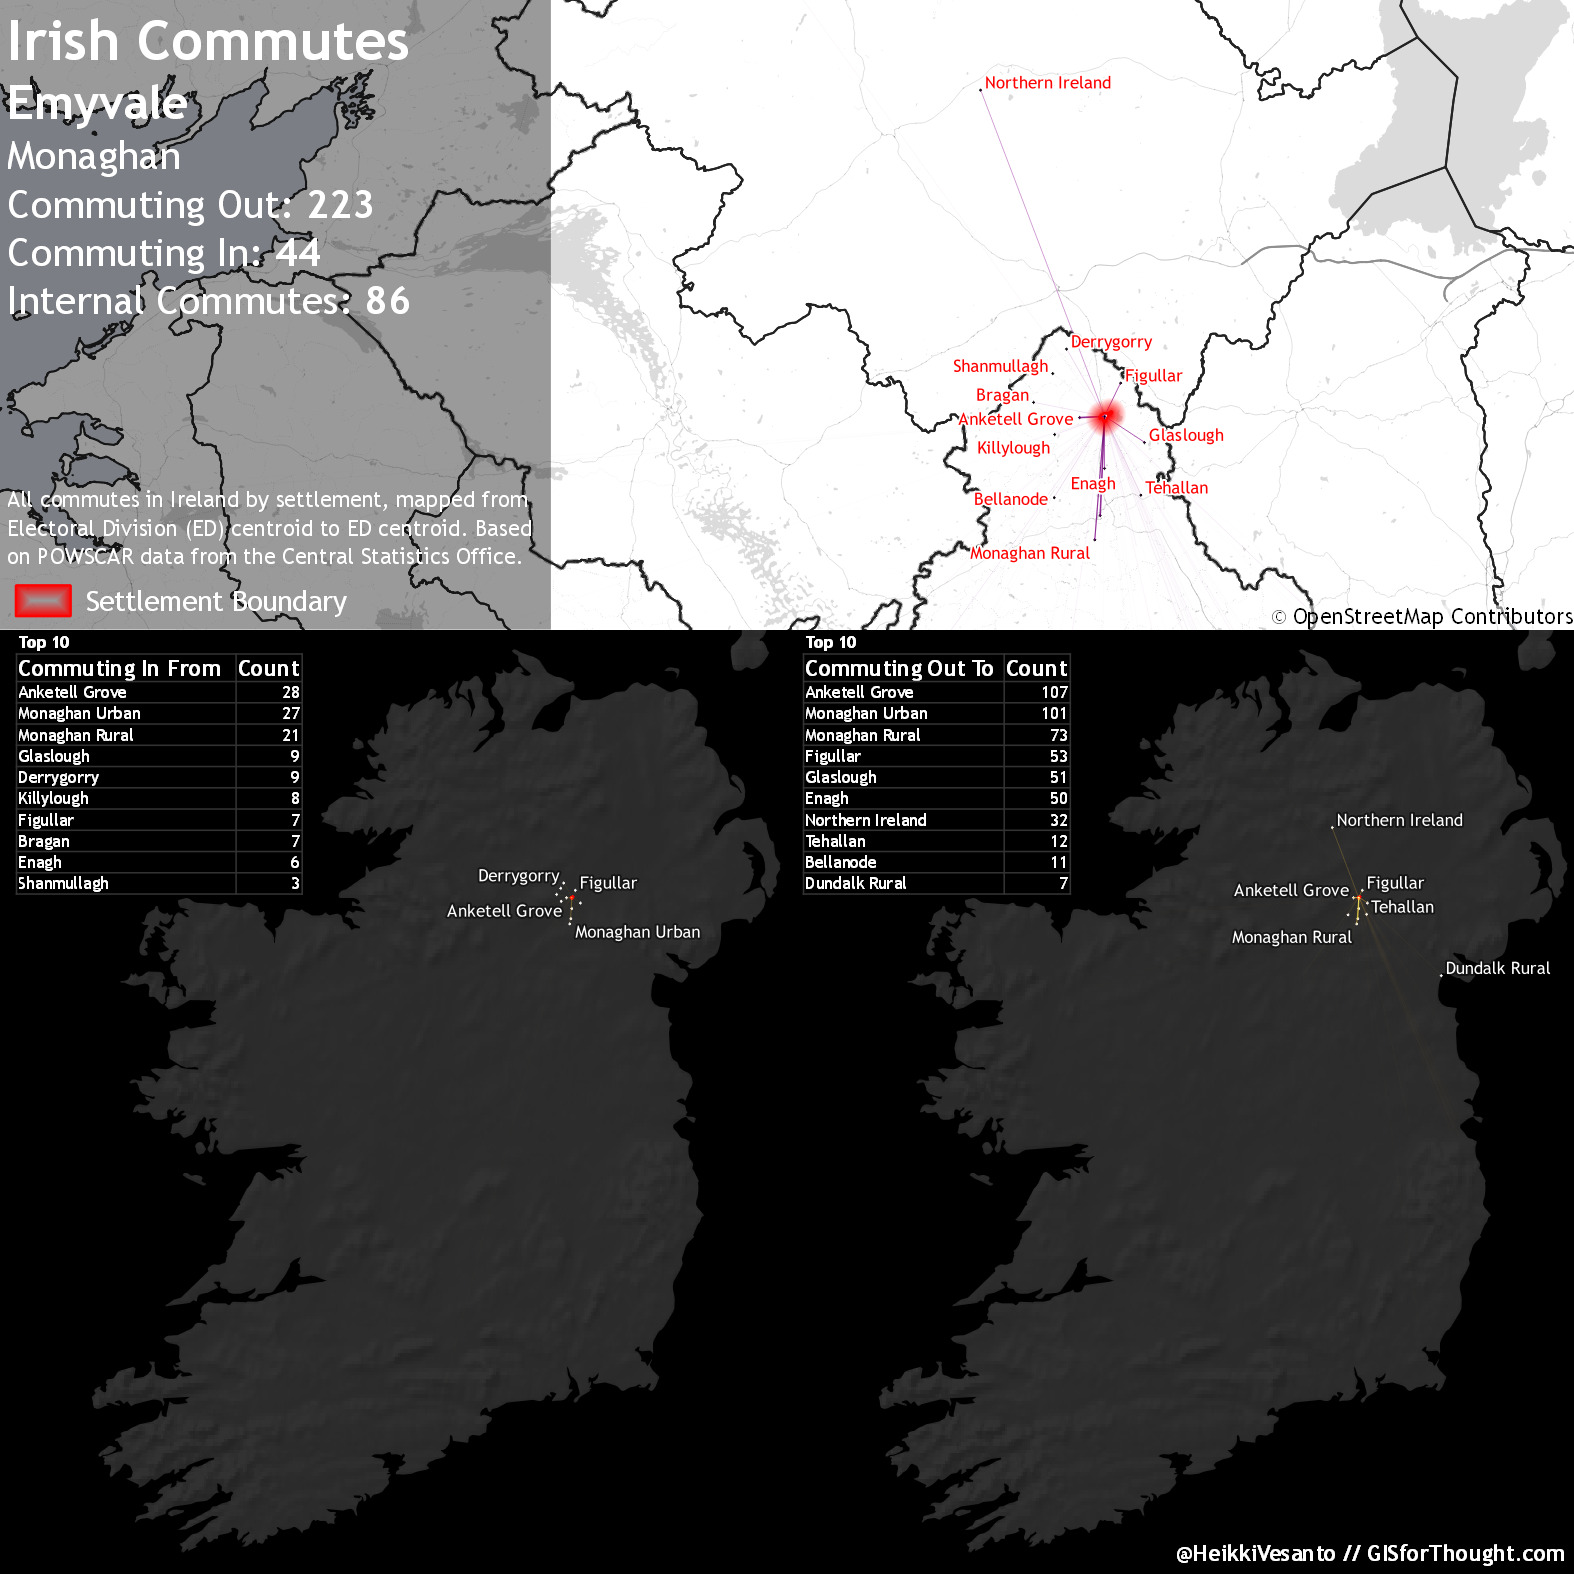 Irish Commutes
Emyvale
Monaghan
Commuting Out: 223
Commuting In: 44
Internal Commutes: 86
All commutes in Ireland by settlement, mapped from
Electoral Division (ED) centroid to ED centroid. Based
on POWSCAR data from the Central Statistics Office.
Settlement Boundary
Northern Ireland
Derrygorry
Shanmullagh
Figullar
Bragan
Anketell Grove
Glaslough
Killylough
Enagh
Tehallan
Bellanode
Monaghan Rural
© OpenStreetMap Contributors
Top 10
Commuting In From Count
Anketell Grove 28
Monaghan Urban 27
Monaghan Rural 21
Glaslough 9
Derrygorry 9
Killylough 8
Figullar 7
Bragan 7
Enagh 6
Shanmullagh 3
Derrygorry
Figullar
Anketell Grove
Monaghan Urban
Top 10
Commuting Out To Count
Anketell Grove 107
Monaghan Urban 101
Monaghan Rural 73
Figullar 53
Glaslough 51
Enagh 50
Northern Ireland 32
Tehallan 12
Bellanode 11
Dundalk Rural 7
Northern Ireland
Figullar
Anketell Grove
Tehallan
Monaghan Rural
Dundalk Rural
@HeikkiVesanto // GISforThought.com